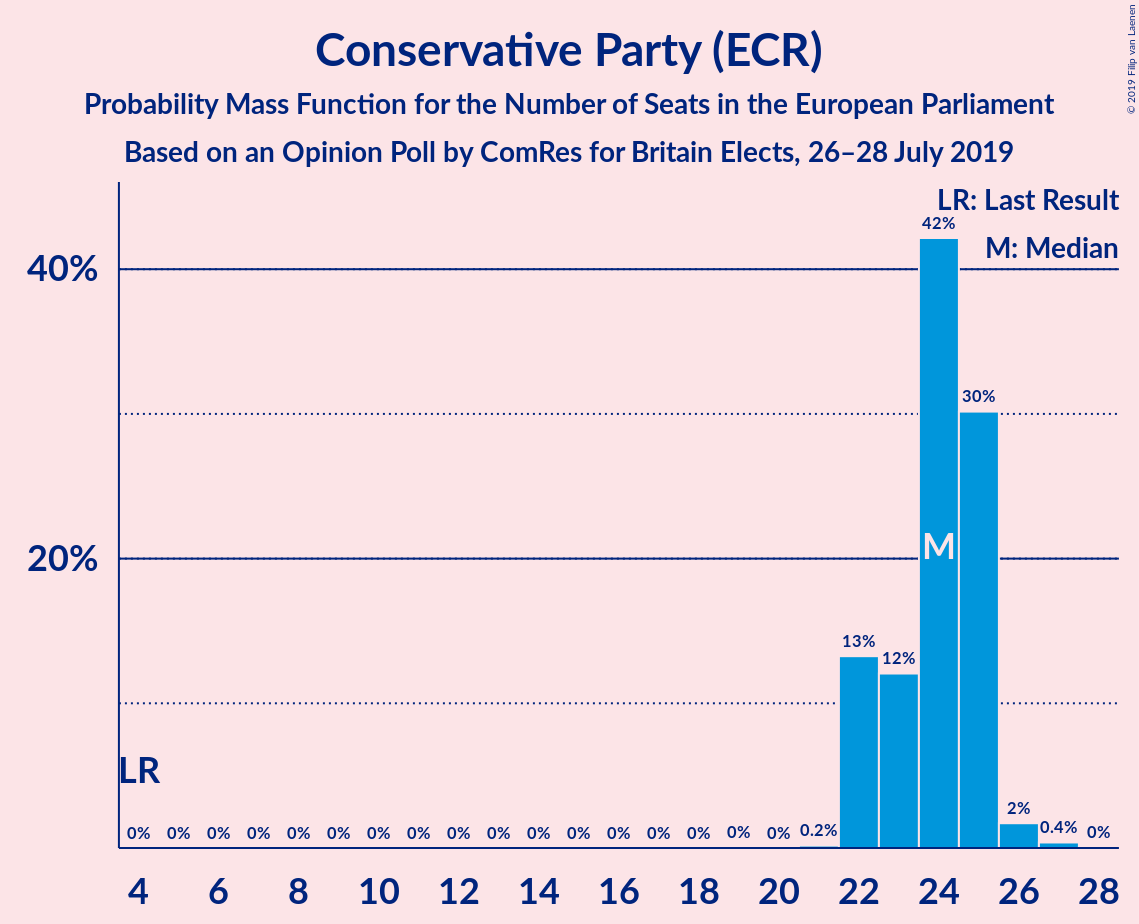 Conservative Party (ECR)
Probability Mass Function for the Number of Seats in the European Parliament
Based on an Opinion Poll by ComRes for Britain Elects, 26–28 July 2019
© 2019 Filip van Laenen
LR: Last Result
M: Median
42%
40%
30%
M
20%
13%
12%
LR
2%
0% 0% 0% 0% 0% 0% 0% 0% 0% 0% 0% 0% 0% 0% 0% 0% 0% 0.2% 0.4% 0%
4 6 8 10 12 14 16 18 20 22 24 26 28